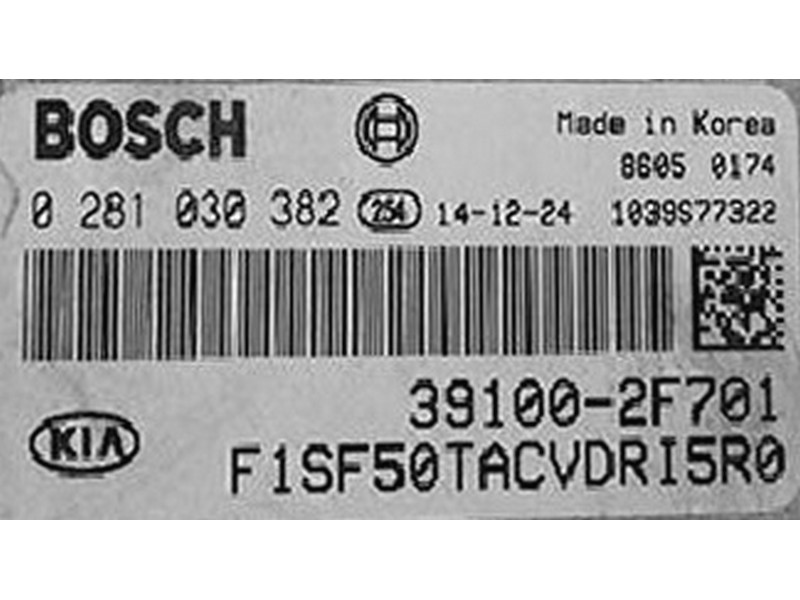 BOSCH
Made in Korea
8605 0174
0 281 030 382 254 14-12-24 1039S77322
39100-2F701
KIA
F1SF50TACVDRI5R0